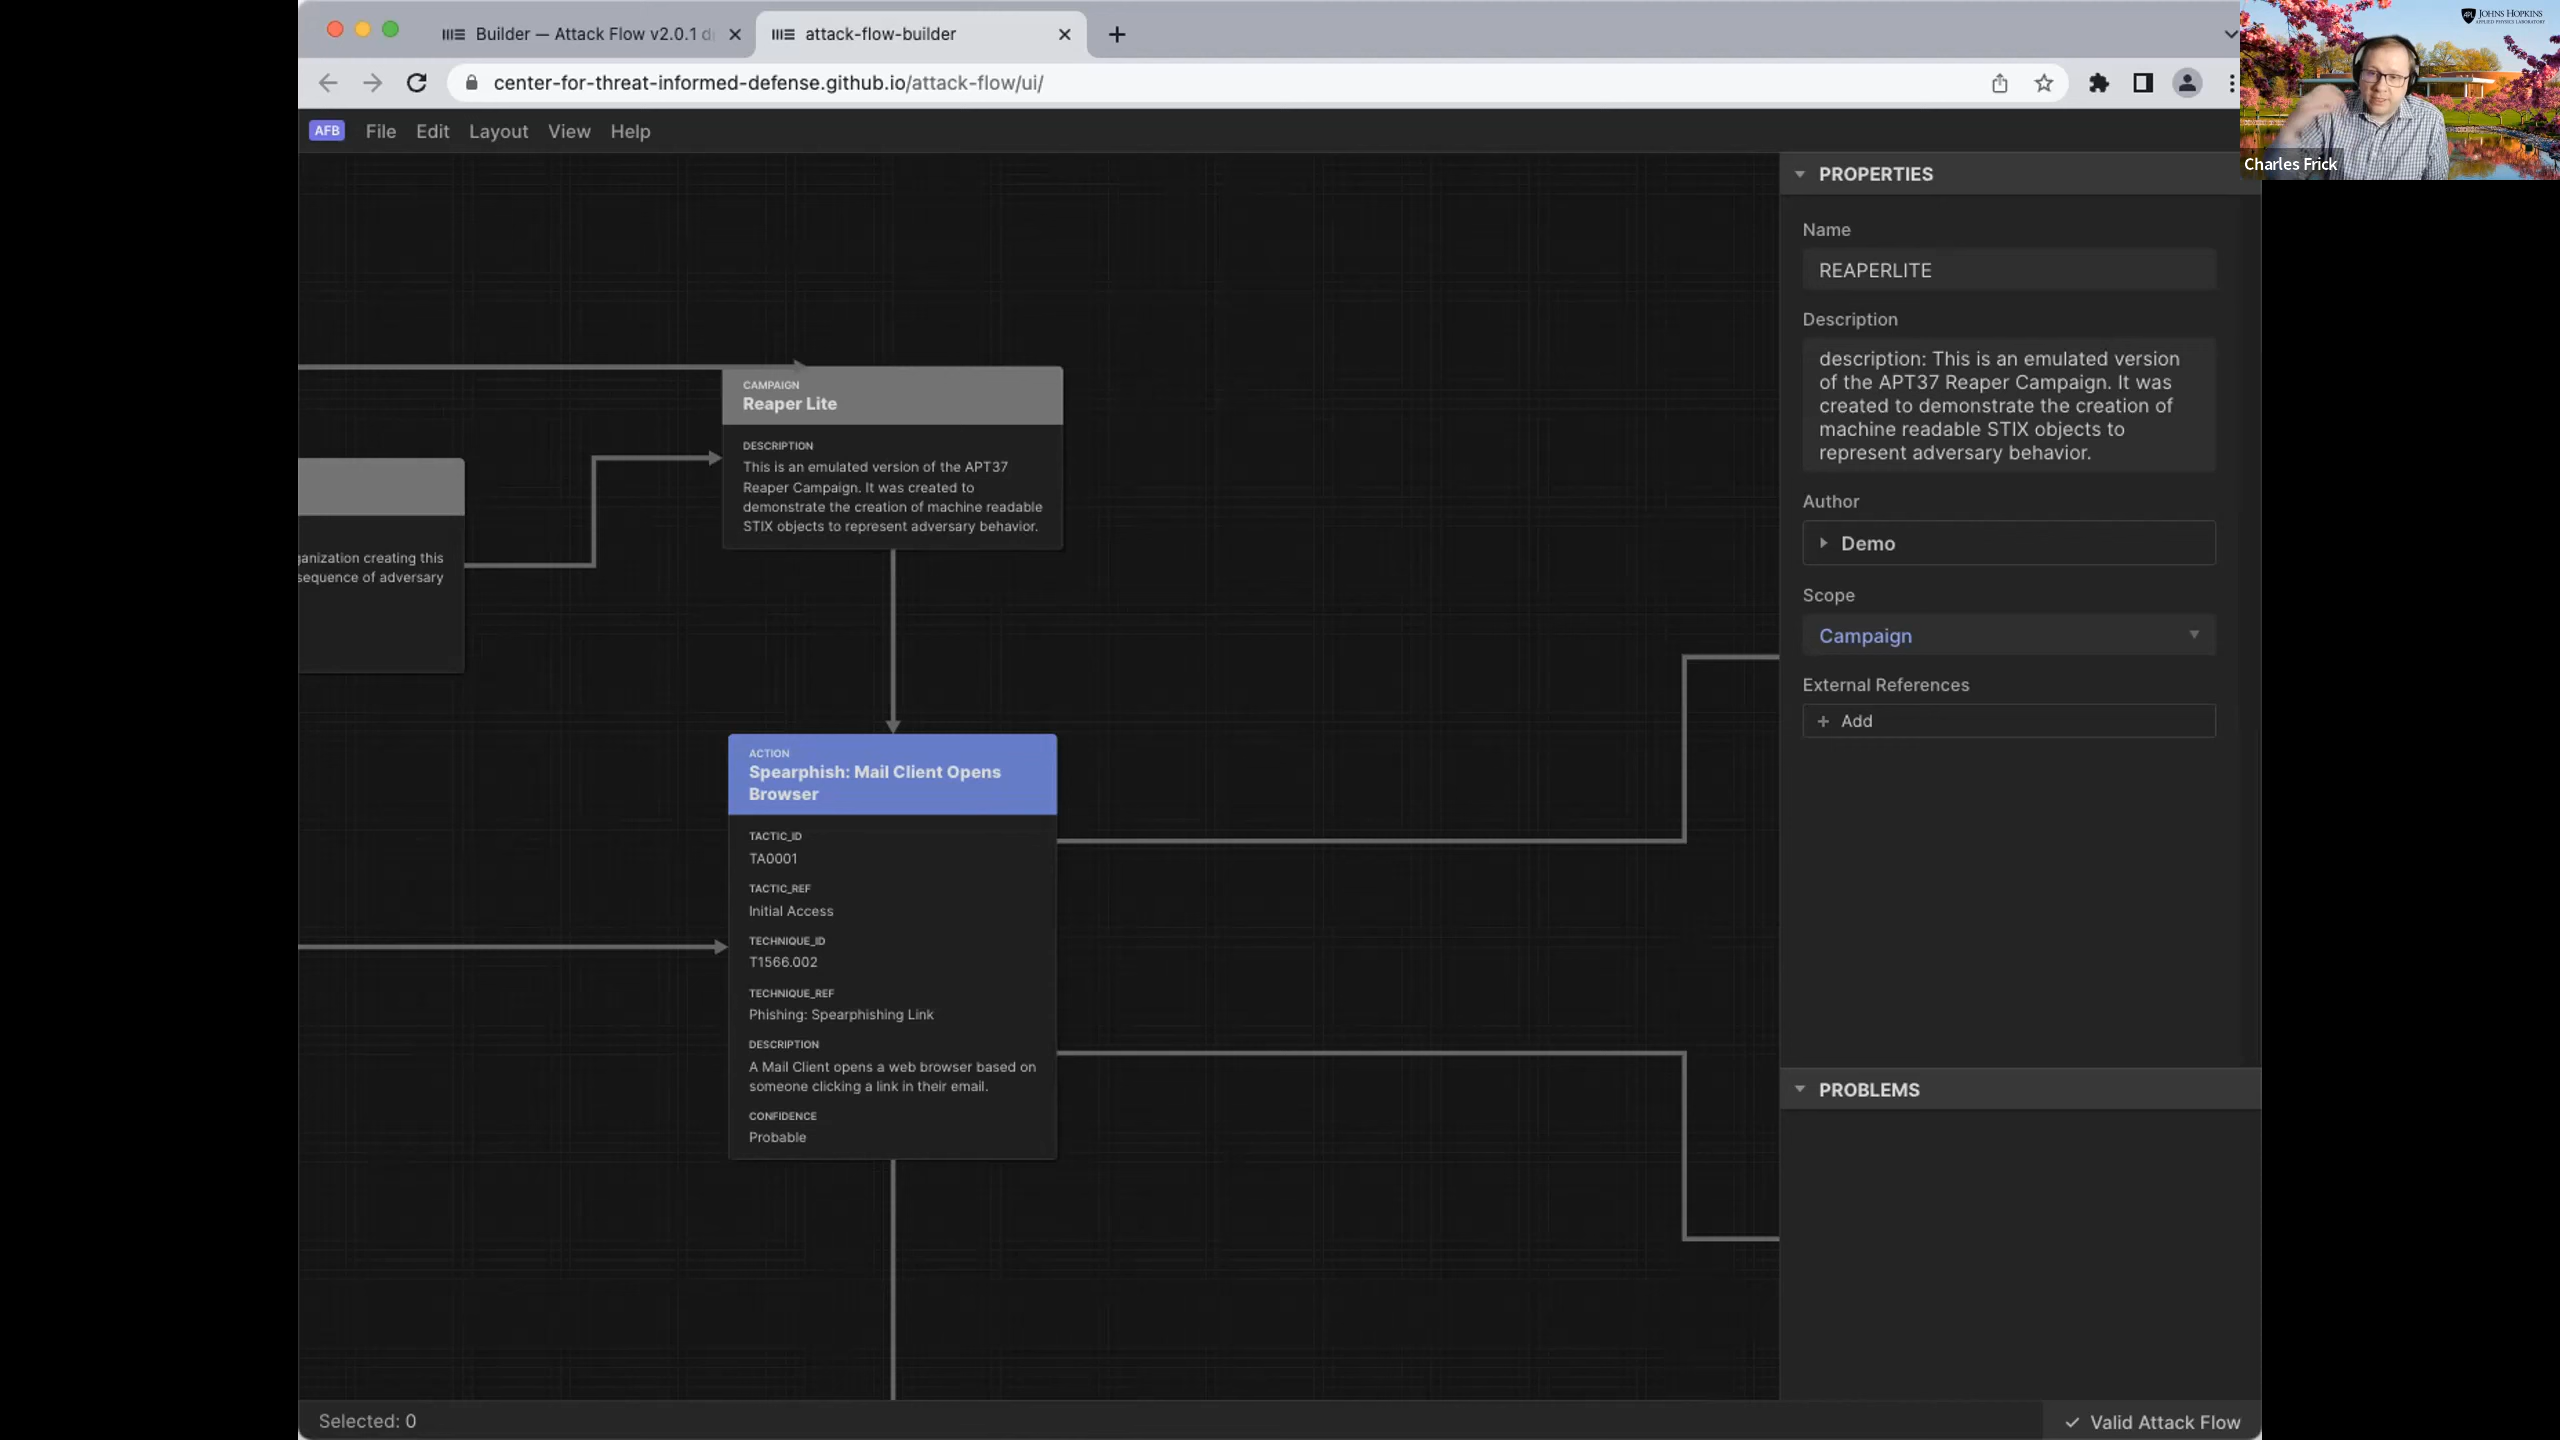 Builder — Attack Flow v2.0.1 d
attack-flow-builder
center-for-threat-informed-defense.github.io/attack-flow/ui/
JOHNS HOPKINS
APPLIED PHYSICS LABORATORY
Charles Frick
AFB File Edit Layout View Help
CAMPAIGN
Reaper Lite
DESCRIPTION
This is an emulated version of the APT37
Reaper Campaign. It was created to
demonstrate the creation of machine readable
STIX objects to represent adversary behavior.
ganization creating this
sequence of adversary
ACTION
Spearphish: Mail Client Opens
Browser
TACTIC_ID
TA0001
TACTIC_REF
Initial Access
TECHNIQUE_ID
T1566.002
TECHNIQUE_REF
Phishing: Spearphishing Link
DESCRIPTION
A Mail Client opens a web browser based on
someone clicking a link in their email.
CONFIDENCE
Probable
PROPERTIES
Name
REAPERLITE
Description
description: This is an emulated version
of the APT37 Reaper Campaign. It was
created to demonstrate the creation of
machine readable STIX objects to
represent adversary behavior.
Author
Demo
Scope
Campaign
External References
+ Add
PROBLEMS
Selected: 0
Valid Attack Flow